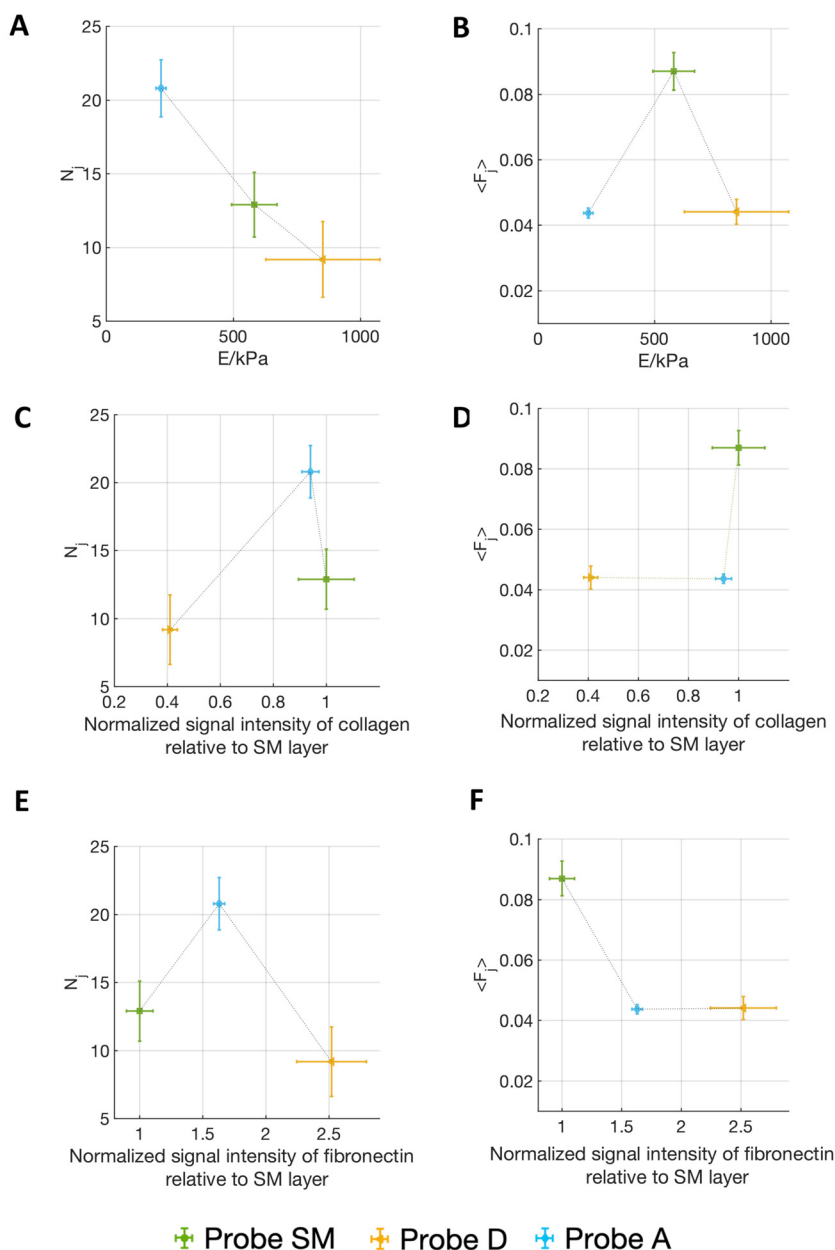 A
25
20
15
10
5
N_j
0
500
1000
E/kPa
B
0.1
0.08
0.06
0.04
0.02
<F_j>
0
500
1000
E/kPa
C
25
20
15
10
5
N_j
0.2
0.4
0.6
0.8
1
Normalized signal intensity of collagen
relative to SM layer
D
0.1
0.08
0.06
0.04
0.02
<F_j>
0.2
0.4
0.6
0.8
1
Normalized signal intensity of collagen
relative to SM layer
E
25
20
15
10
5
N_j
1
1.5
2
2.5
Normalized signal intensity of fibronectin
relative to SM layer
F
0.1
0.08
0.06
0.04
0.02
<F_j>
1
1.5
2
2.5
Normalized signal intensity of fibronectin
relative to SM layer
Probe SM
Probe D
Probe A